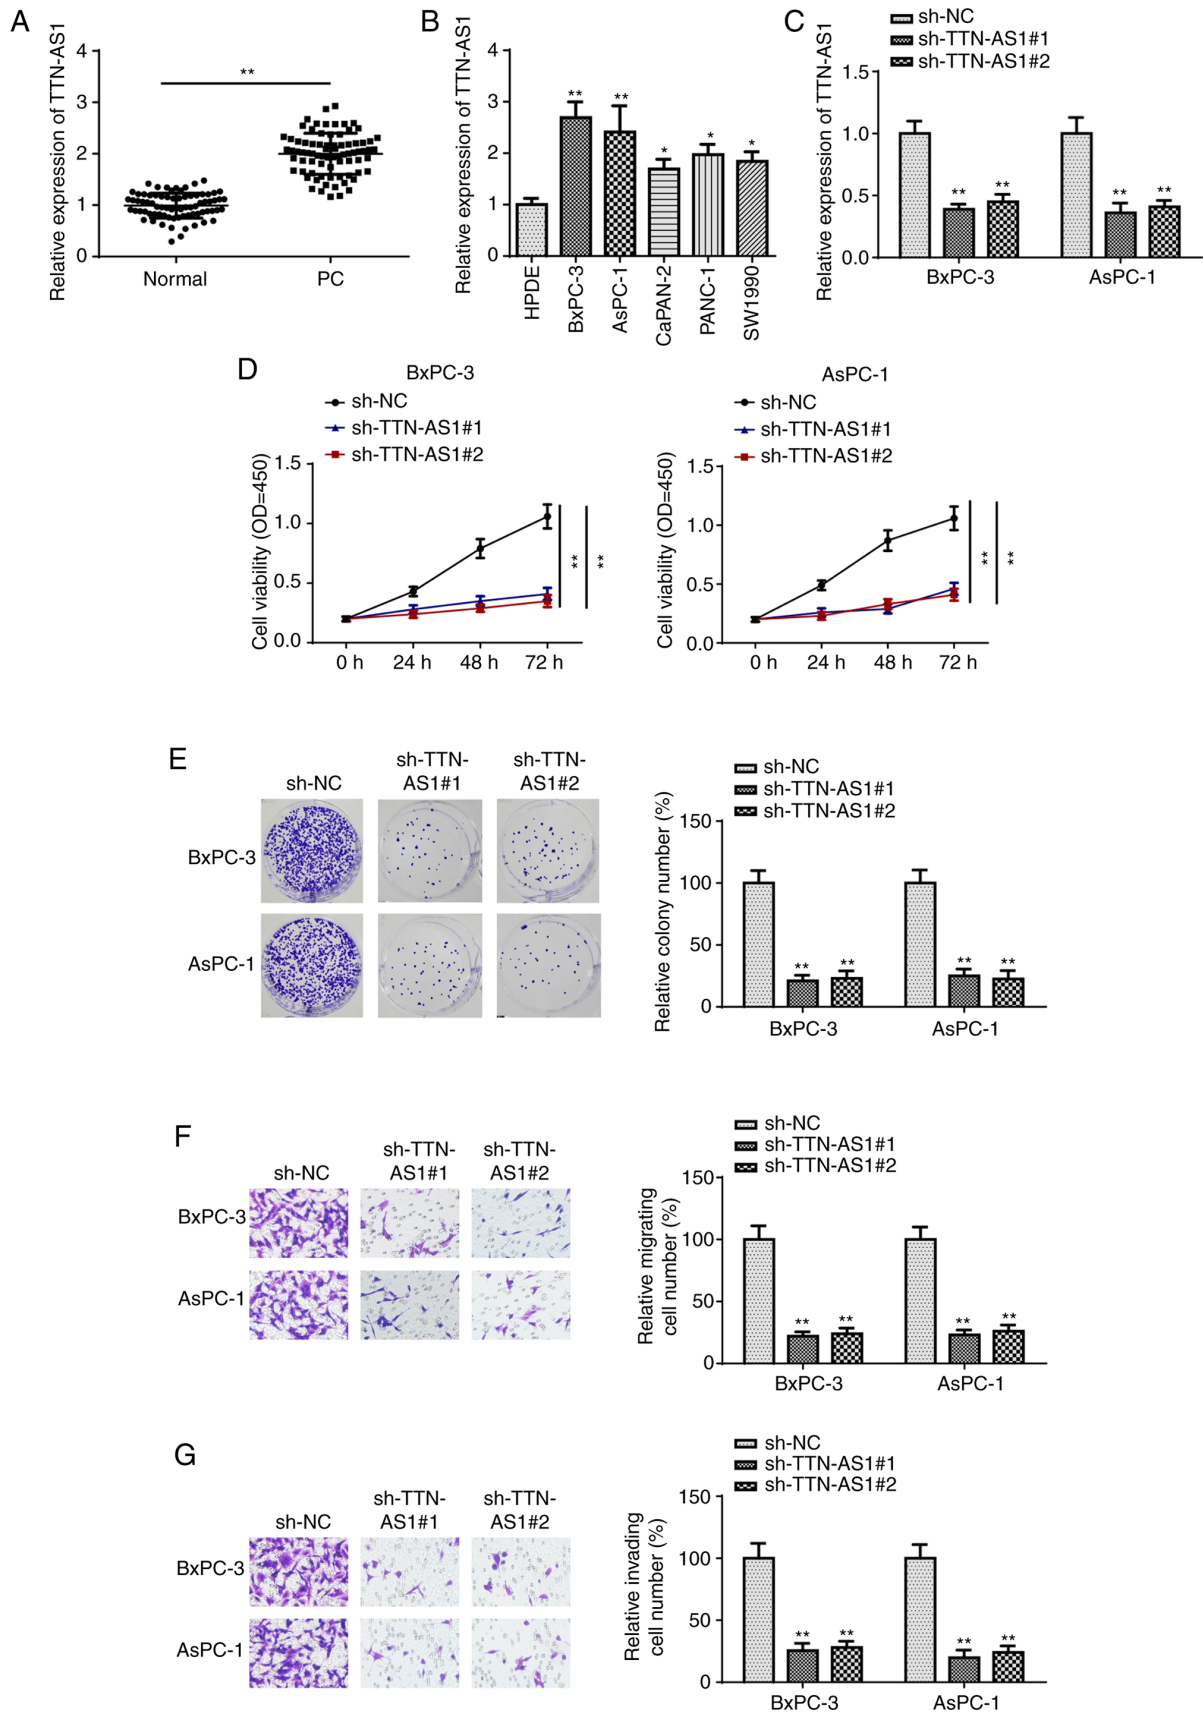 A
Relative expression of TTN-AS1
4
3
2
1
0
**
Normal
PC
B
Relative expression of TTN-AS1
4
3
2
1
0
**
**
*
*
*
HPDE
BxPC-3
AsPC-1
CaPAN-2
PANC-1
SW1990
C
sh-NC
sh-TTN-AS1#1
sh-TTN-AS1#2
Relative expression of TTN-AS1
1.5
1.0
0.5
0.0
**
**
**
**
BxPC-3
AsPC-1
D
BxPC-3
sh-NC
sh-TTN-AS1#1
sh-TTN-AS1#2
Cell viability (OD=450)
1.5
1.0
0.5
0.0
**
**
0 h
24 h
48 h
72 h
AsPC-1
sh-NC
sh-TTN-AS1#1
sh-TTN-AS1#2
Cell viability (OD=450)
1.5
1.0
0.5
0.0
**
**
0 h
24 h
48 h
72 h
E
sh-NC
sh-TTN-
AS1#1
sh-TTN-
AS1#2
BxPC-3
AsPC-1
sh-NC
sh-TTN-AS1#1
sh-TTN-AS1#2
Relative colony number (%)
150
100
50
0
**
**
**
**
BxPC-3
AsPC-1
F
sh-NC
sh-TTN-
AS1#1
sh-TTN-
AS1#2
BxPC-3
AsPC-1
sh-NC
sh-TTN-AS1#1
sh-TTN-AS1#2
Relative migrating
cell number (%)
150
100
50
0
**
**
**
**
BxPC-3
AsPC-1
G
sh-NC
sh-TTN-
AS1#1
sh-TTN-
AS1#2
BxPC-3
AsPC-1
sh-NC
sh-TTN-AS1#1
sh-TTN-AS1#2
Relative invading
cell number (%)
150
100
50
0
**
**
**
**
BxPC-3
AsPC-1